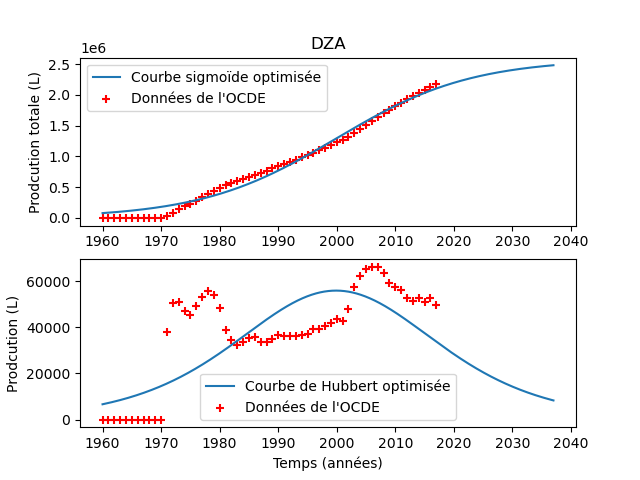 DZA
1e6
Prodcution totale (L)
2.5
2.0
1.5
1.0
0.5
0.0
Courbe sigmoïde optimisée
Données de l'OCDE
1960 1970 1980 1990 2000 2010 2020 2030 2040
Prodcution (L)
60000
40000
20000
0
Courbe de Hubbert optimisée
Données de l'OCDE
1960 1970 1980 1990 2000 2010 2020 2030 2040
Temps (années)